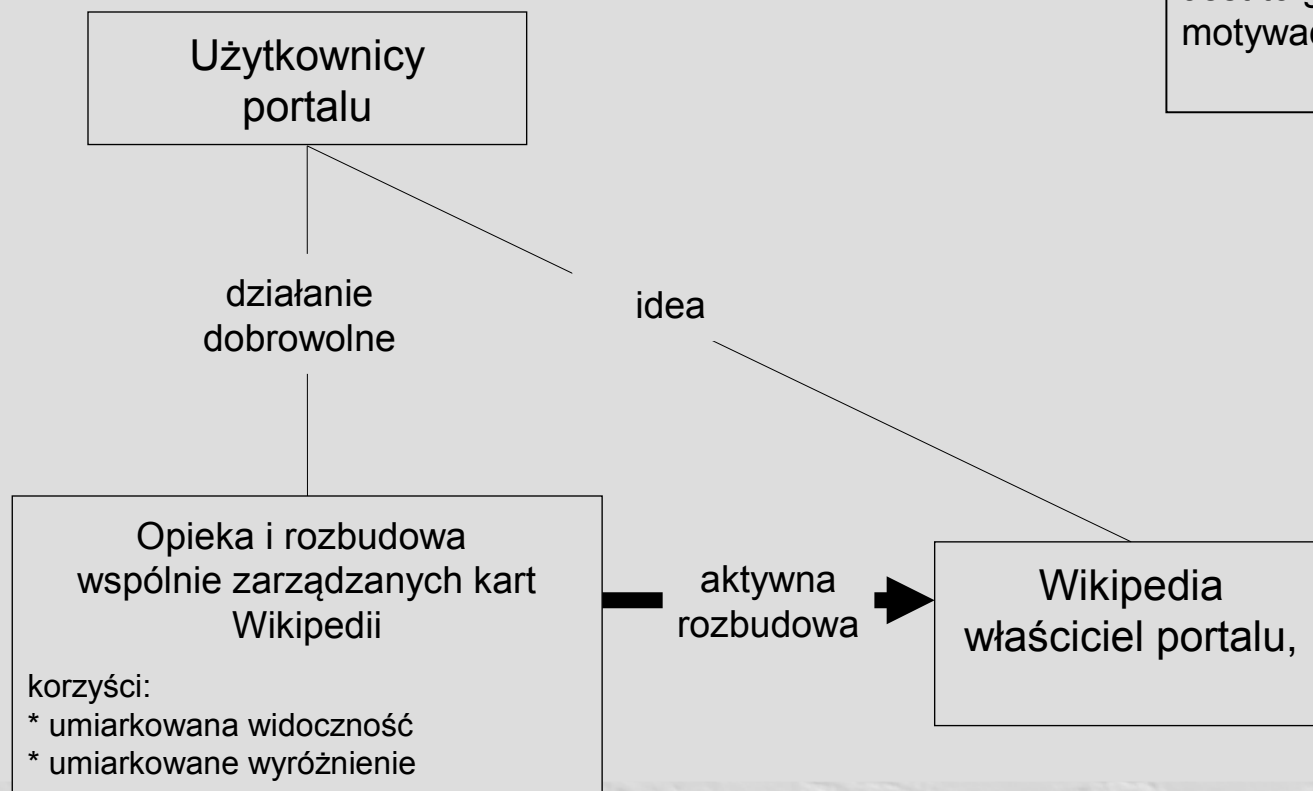 Użytkownicy
portalu
działanie
dobrowolne
idea
Opieka i rozbudowa
wspólnie zarządzanych kart
Wikipedii
korzyści:
* umiarkowana widoczność
* umiarkowane wyróżnienie
aktywna
rozbudowa
Wikipedia
właściciel portalu,